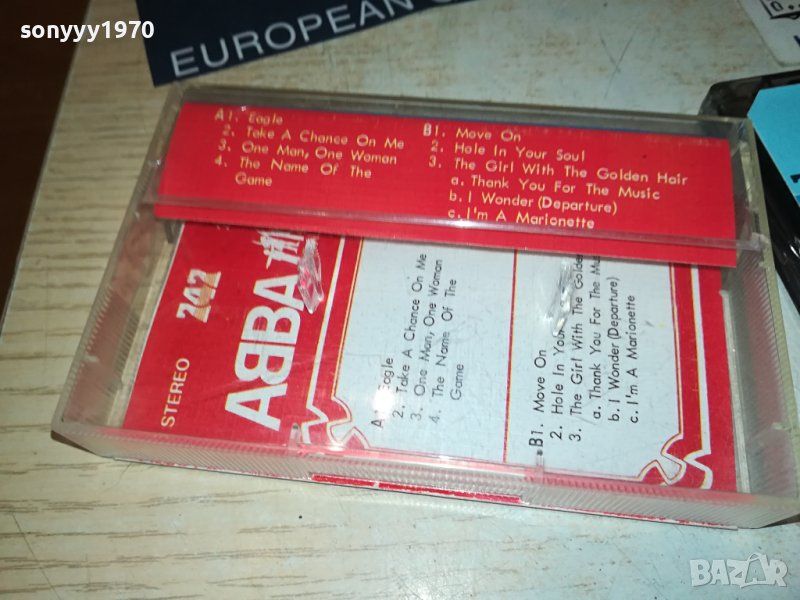 sonyyy1970
EUROPEAN
A1. Eagle
2. Take A Chance On Me
3. One Man, One Woman
4. The Name Of The
Game
B1. Move On
2. Hole In Your Soul
3. The Girl With The Golden Hair
a. Thank You For The Music
b. I Wonder (Departure)
c. I'm A Marionette
STEREO
742
ABBA
A1. Eagle
2. Take A Chance On Me
3. One Man, One Woman
4. The Name Of The
Game
B1. Move On
2. Hole In Your
3. The Girl With The Golden
a. Thank You For The Mu
b. I Wonder (Departure)
c. I'm A Marionette
BAZAR